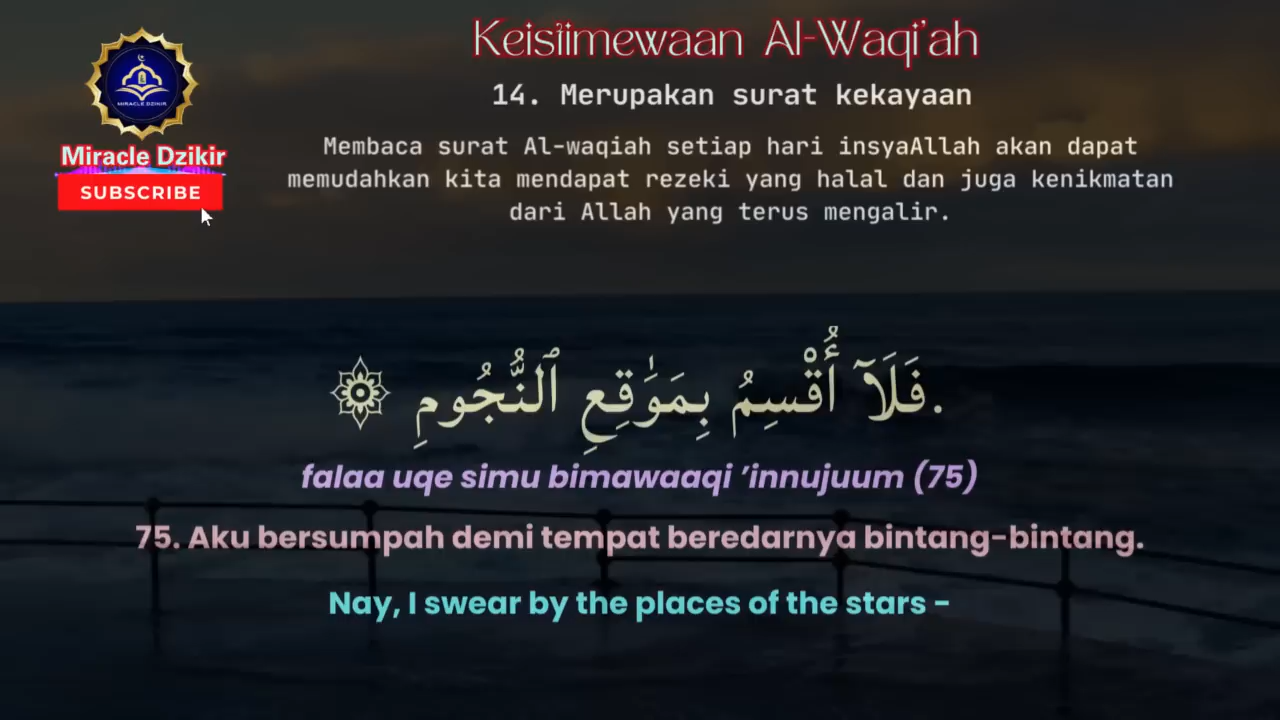 Keistimewaan Al-Waqi'ah
14. Merupakan surat kekayaan
Membaca surat Al-waqiah setiap hari insyaAllah akan dapat
memudahkan kita mendapat rezeki yang halal dan juga kenikmatan
dari Allah yang terus mengalir.
MIRACLE DZIKIR
Miracle Dzikir
SUBSCRIBE
فَلَآ أُقْسِمُ بِمَوَٰقِعِ ٱلنُّجُومِ ۞.
falaa uqe simu bimawaaqi ’innujuum (75)
75. Aku bersumpah demi tempat beredarnya bintang-bintang.
Nay, I swear by the places of the stars -